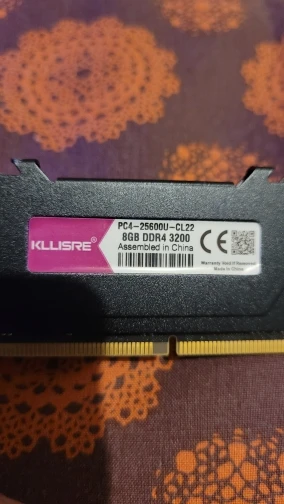 PC4-25600U-CL22
8GB DDR4 3200
Assembled in China
KLLISRE®
CE
Warranty Void if Removed
Made in China